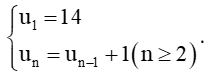 { u₁ = 14
uₙ = uₙ₋₁ + 1 (n ≥ 2) .